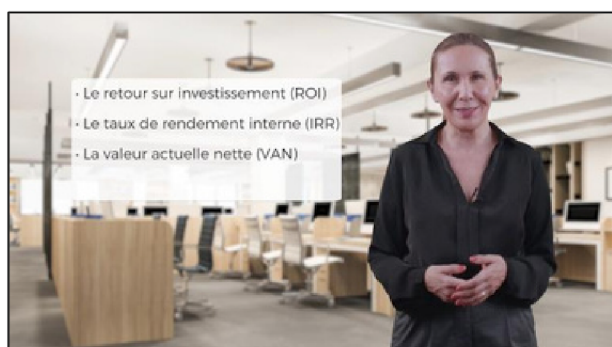 · Le retour sur investissement (ROI)
· Le taux de rendement interne (IRR)
· La valeur actuelle nette (VAN)